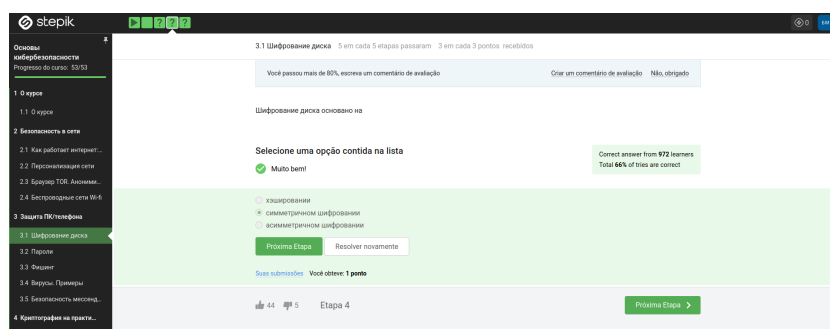 stepik
? ? ?
0
БМ
Основы
кибербезопасности
Progresso do curso: 53/53
1 О курсе
1.1 О курсе
2 Безопасность в сети
2.1 Как работает интернет:...
2.2 Персонализация сети
2.3 Браузер TOR. Аноними...
2.4 Беспроводные сети Wi-fi
3 Защита ПК/телефона
3.1 Шифрование диска
3.2 Пароли
3.3 Фишинг
3.4 Вирусы. Примеры
3.5 Безопасность мессенд...
4 Криптография на практи...
3.1 Шифрование диска 5 em cada 5 etapas passaram 3 em cada 3 pontos recebidos
Você passou mais de 80%, escreva um comentário de avaliação Criar um comentário de avaliação Não, obrigado
Шифрование диска основано на
Selecione uma opção contida na lista
Muito bem!
Correct answer from 972 learners
Total 66% of tries are correct
хэшировании
симметричном шифровании
асимметричном шифровании
Próxima Etapa Resolver novamente
Suas submissões Você obteve: 1 ponto
44 5 Etapa 4 Próxima Etapa